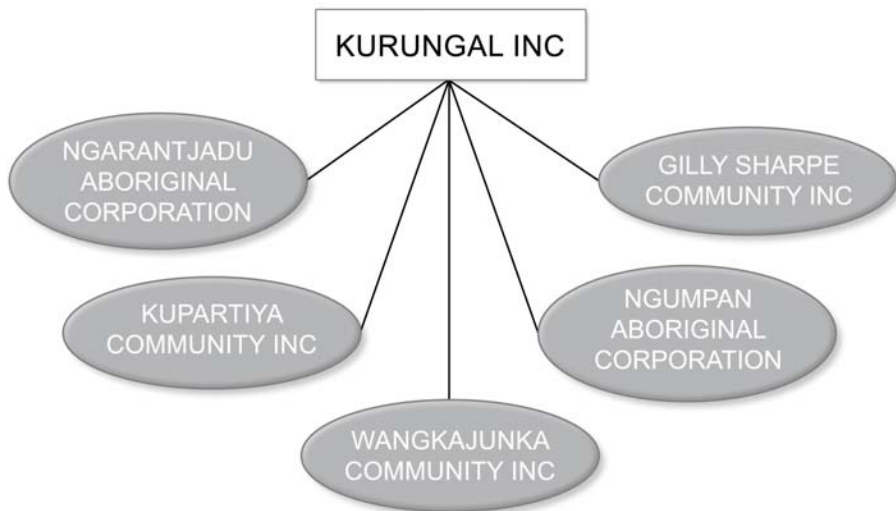 KURUNGAL INC
NGARANTJADU
ABORIGINAL
CORPORATION
GILLY SHARPE
COMMUNITY INC
KUPARTIYA
COMMUNITY INC
NGUMPAN
ABORIGINAL
CORPORATION
WANGKAJUNKA
COMMUNITY INC